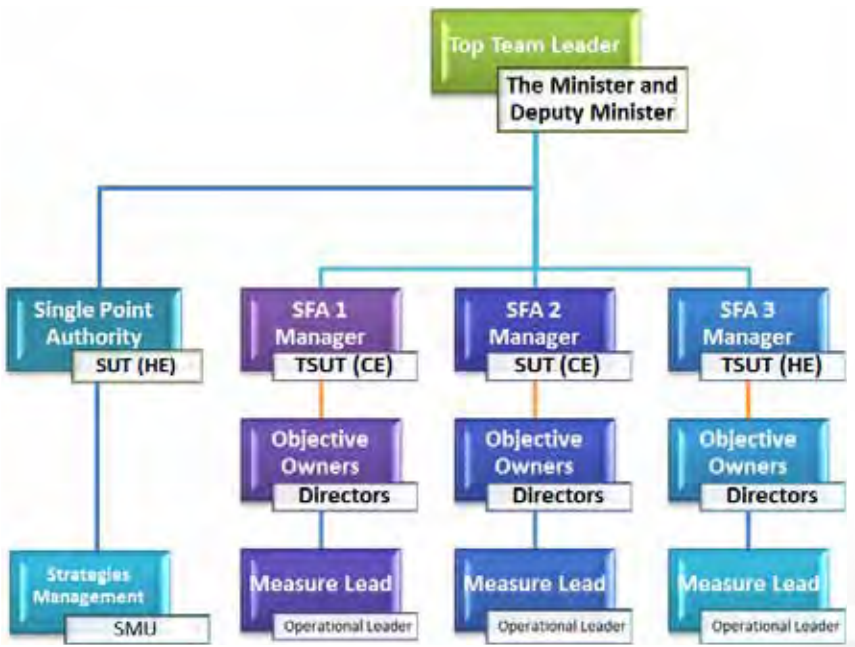 Top Team Leader
The Minister and
Deputy Minister
Single Point
Authority
SUT (HE)
SFA 1
Manager
TSUT (CE)
SFA 2
Manager
SUT (CE)
SFA 3
Manager
TSUT (HE)
Objective
Owners
Directors
Objective
Owners
Directors
Objective
Owners
Directors
Strategies
Management
SMU
Measure Lead
Operational Leader
Measure Lead
Operational Leader
Measure Lead
Operational Leader